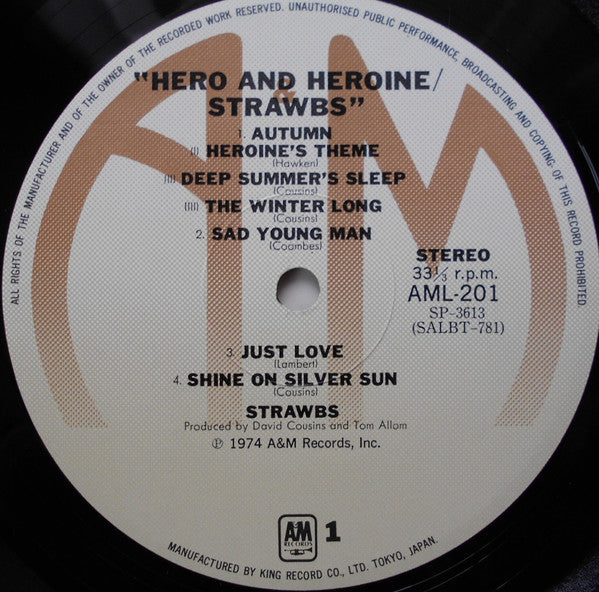 ALL RIGHTS OF THE MANUFACTURER AND OF THE OWNER OF THE RECORDED WORK RESERVED. UNAUTHORISED PUBLIC PERFORMANCE, BROADCASTING AND COPYING OF THIS RECORD PROHIBITED.
"HERO AND HEROINE/
STRAWBS"
1. AUTUMN
(I) HEROINE'S THEME
(Hawken)
(II) DEEP SUMMER'S SLEEP
(Cousins)
(III) THE WINTER LONG
(Cousins)
2. SAD YOUNG MAN
(Coombes)
STEREO
33 1/3 r.p.m.
AML-201
SP-3613
(SALBT-781)
3. JUST LOVE
(Lambert)
4. SHINE ON SILVER SUN
(Cousins)
STRAWBS
Produced by David Cousins and Tom Allom
℗ 1974 A&M Records, Inc.
A&M
RECORDS
1
MANUFACTURED BY KING RECORD CO., LTD. TOKYO, JAPAN.